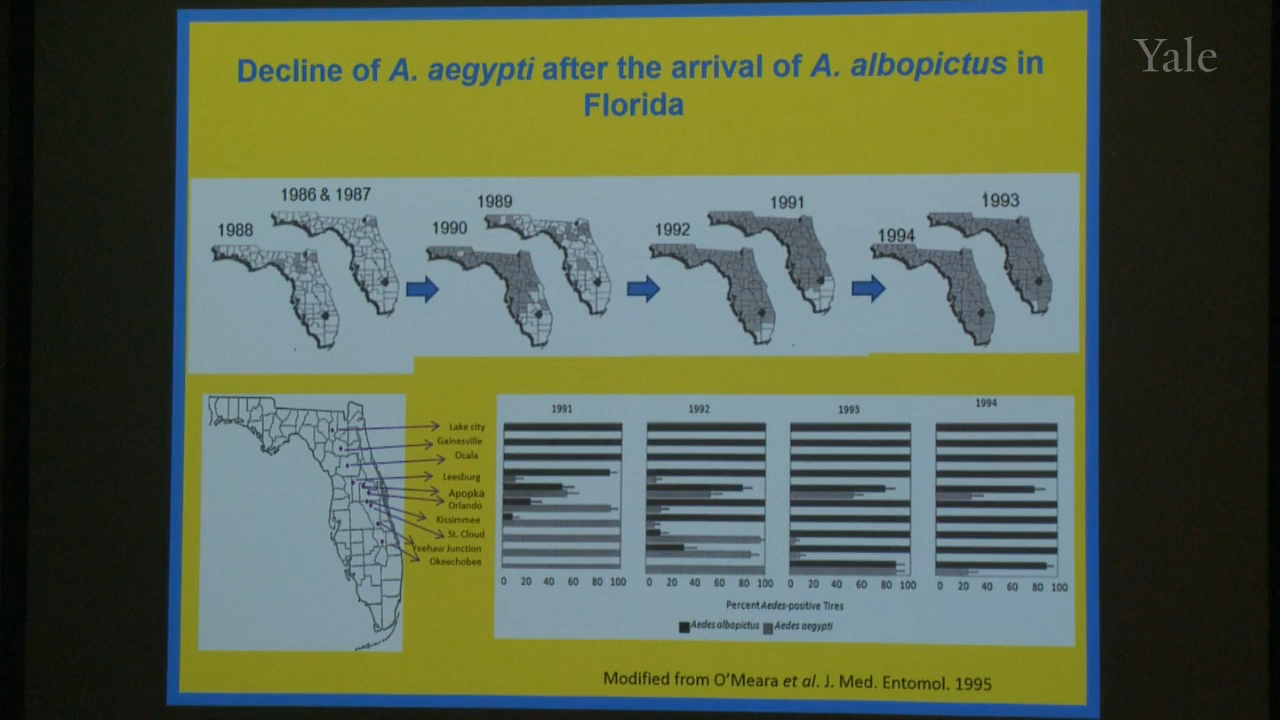 Yale
Decline of A. aegypti after the arrival of A. albopictus in
Florida
1986 & 1987
1988
1989
1990
1991
1992
1993
1994
Lake city
Gainesville
Ocala
Leesburg
Apopka
Orlando
Kissimmee
St. Cloud
Yeehaw Junction
Okeechobee
1991 1992 1993 1994
0 20 40 60 80 100 0 20 40 60 80 100 0 20 40 60 80 100 0 20 40 60 80 100
Percent Aedes-positive Tires
Aedes albopictus Aedes aegypti
Modified from O'Meara et al. J. Med. Entomol. 1995